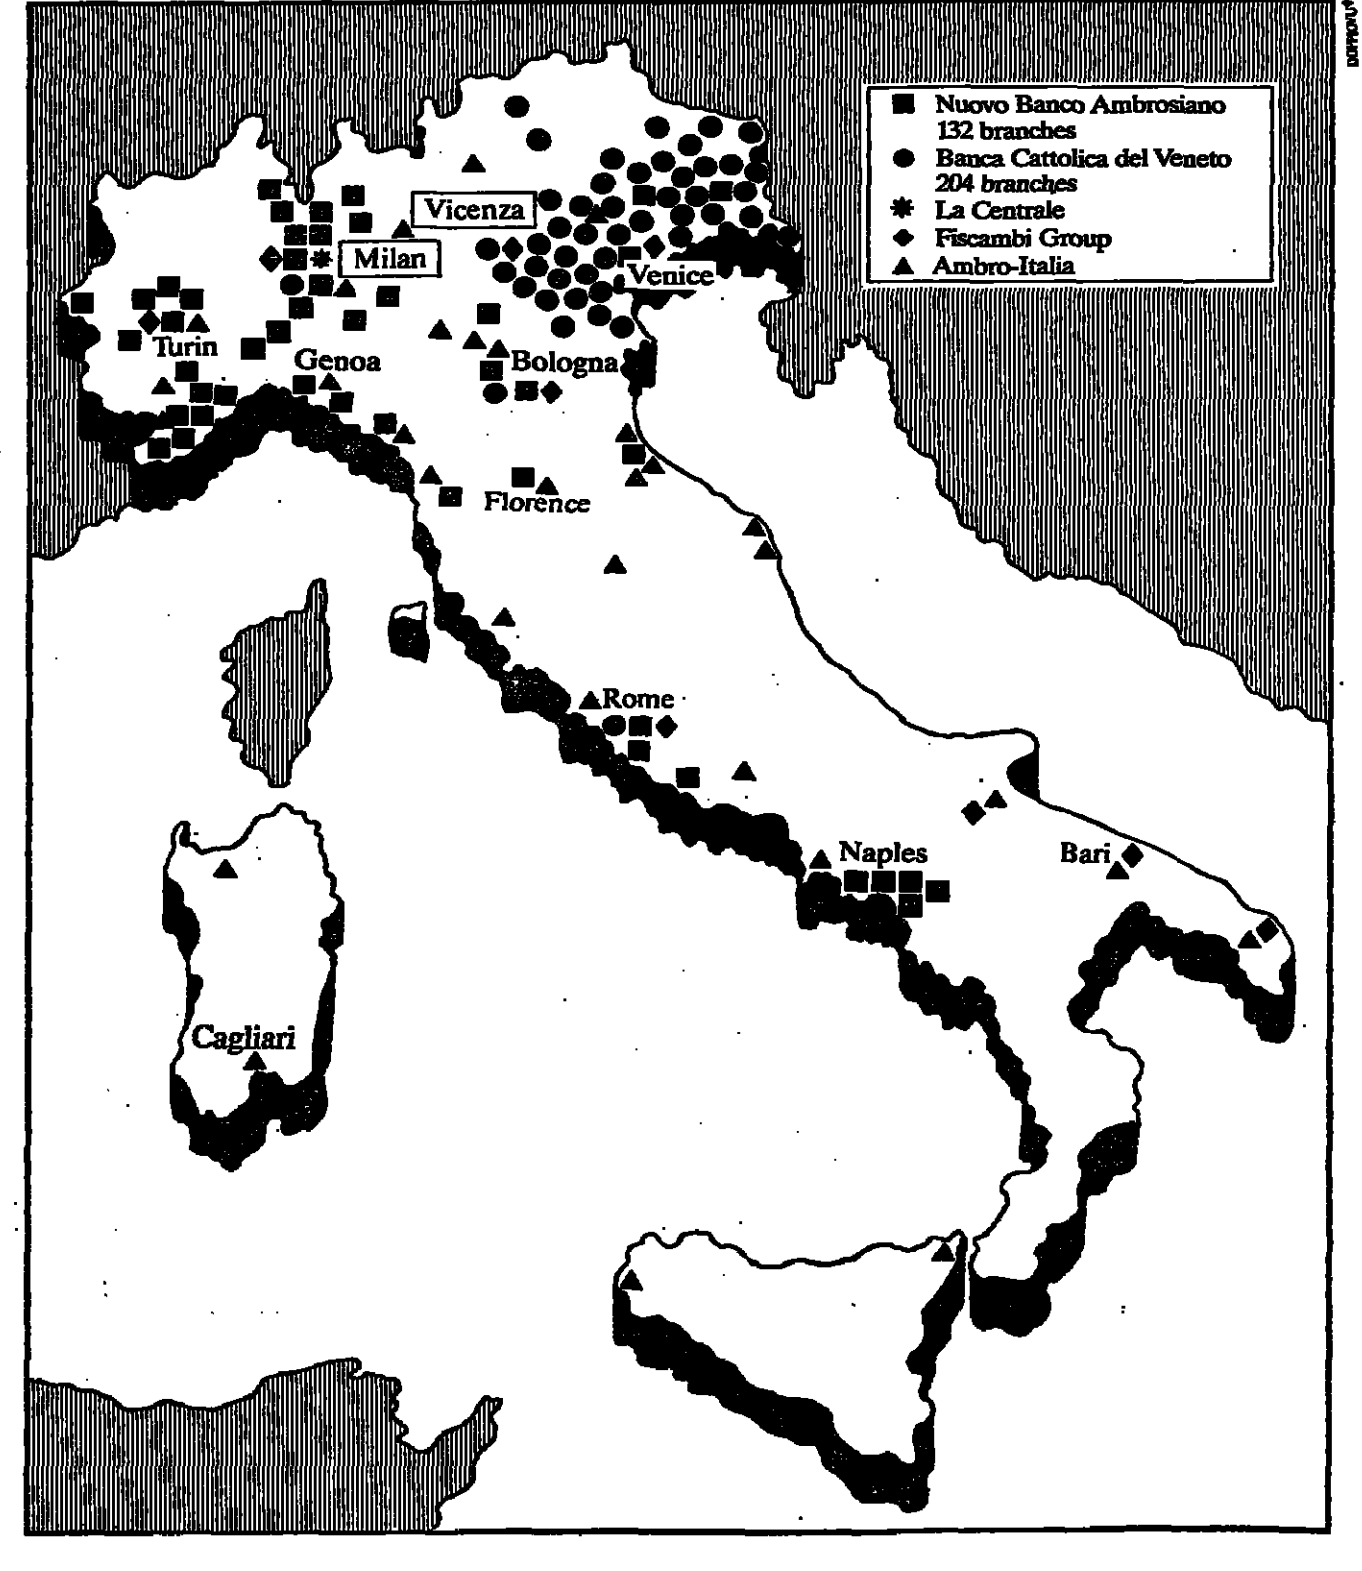 Nuovo Banco Ambrosiano
132 branches
Banca Cattolica del Veneto
204 branches
La Centrale
Fiscambi Group
Ambro-Italia
Vicenza
Milan
Venice
Turin
Genoa
Bologna
Florence
Rome
Naples
Bari
Cagliari